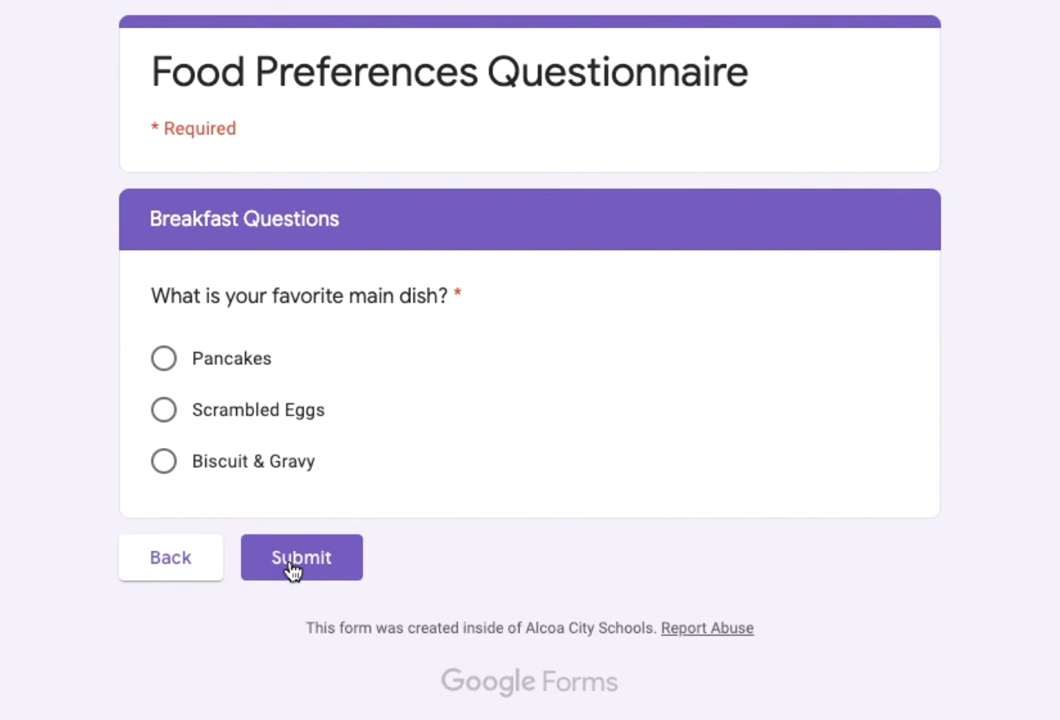 Food Preferences Questionnaire
* Required
Breakfast Questions
What is your favorite main dish? *
Pancakes
Scrambled Eggs
Biscuit & Gravy
Back
Submit
This form was created inside of Alcoa City Schools. Report Abuse
Google Forms